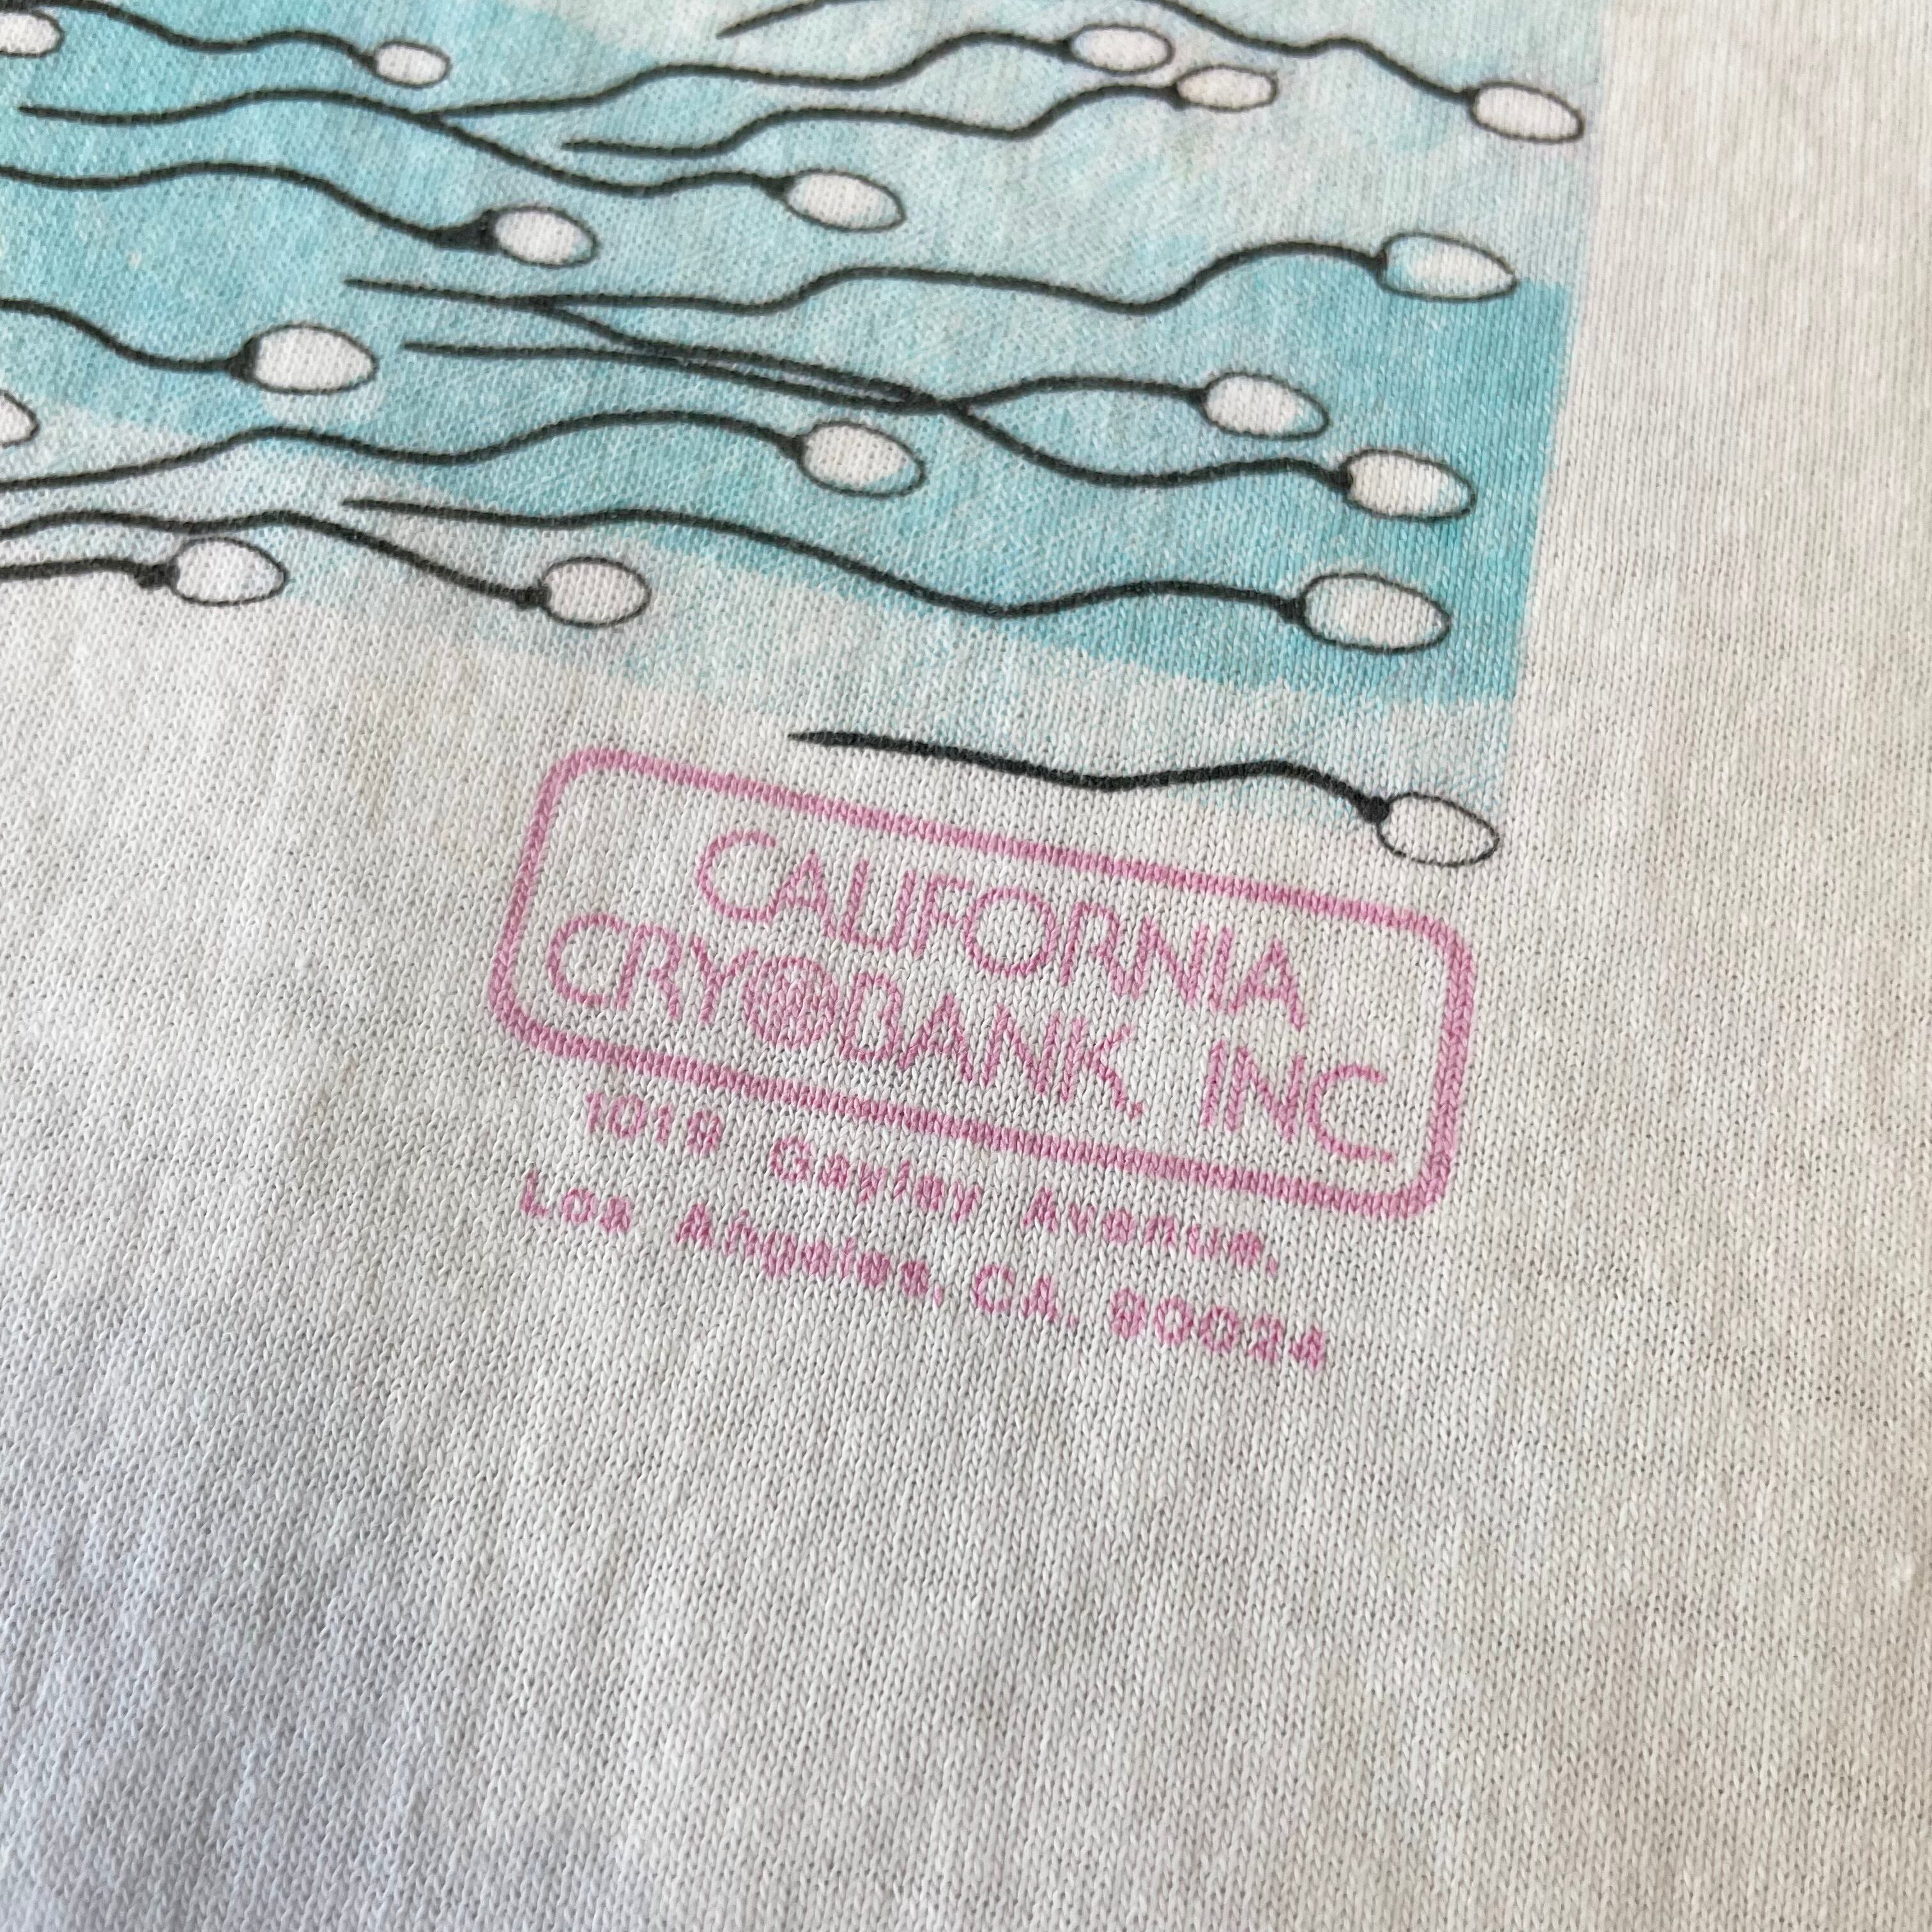 CALIFORNIA
CRYOBANK, INC.
1019 Gayley Avenue,
Los Angeles, CA. 90024